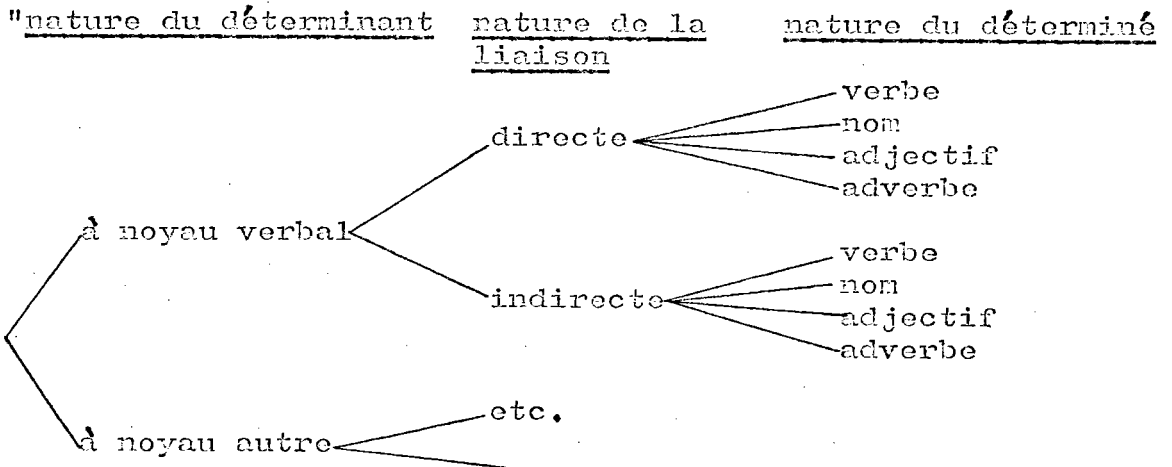 "nature du déterminant nature de la liaison nature du déterminé
verbe
nom
directe
adjectif
adverbe
à noyau verbal
verbe
nom
indirecte
adjectif
adverbe
etc.
à noyau autre